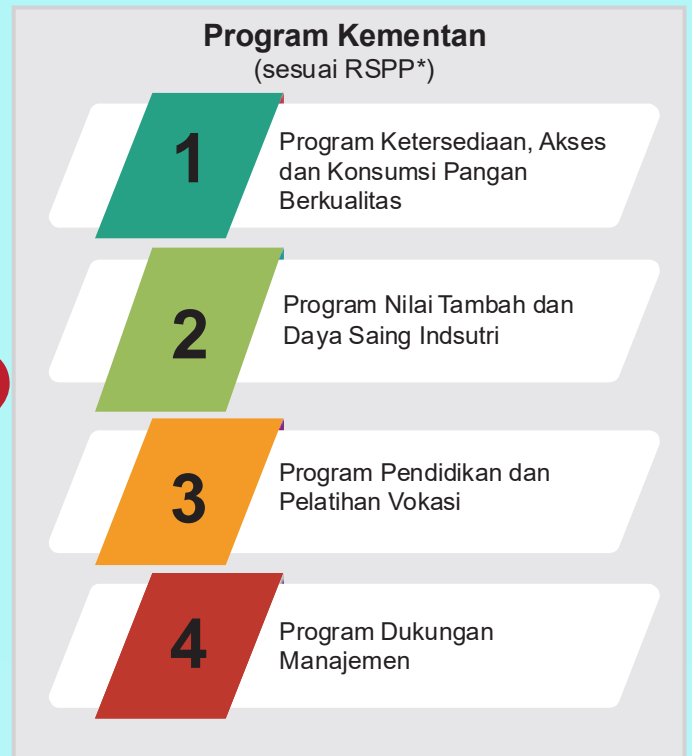 Program Kementan
(sesuai RSPP*)
1
Program Ketersediaan, Akses
dan Konsumsi Pangan
Berkualitas
2
Program Nilai Tambah dan
Daya Saing Indsutri
3
Program Pendidikan dan
Pelatihan Vokasi
4
Program Dukungan
Manajemen